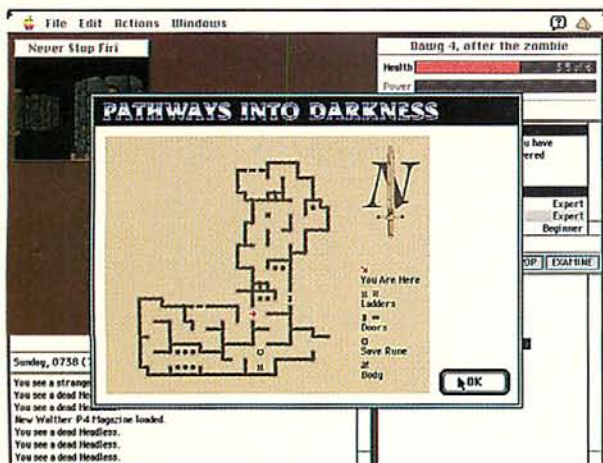 File Edit Actions Windows
Never Stop Firi
Dawg 4, after the zombie
Health
Power
PATHWAYS INTO DARKNESS
N
u have
ered
Expert
Expert
Beginner
OP EXAMINE
You Are Here
Ladders
Doors
Save Rune
Body
OK
Sunday, 0738 (
You see a strange
You see a dead He
You see a dead Headless.
New Walther P4 Magazine loaded.
You see a dead Headless.
You see a dead Headless.
You see a dead Headless.